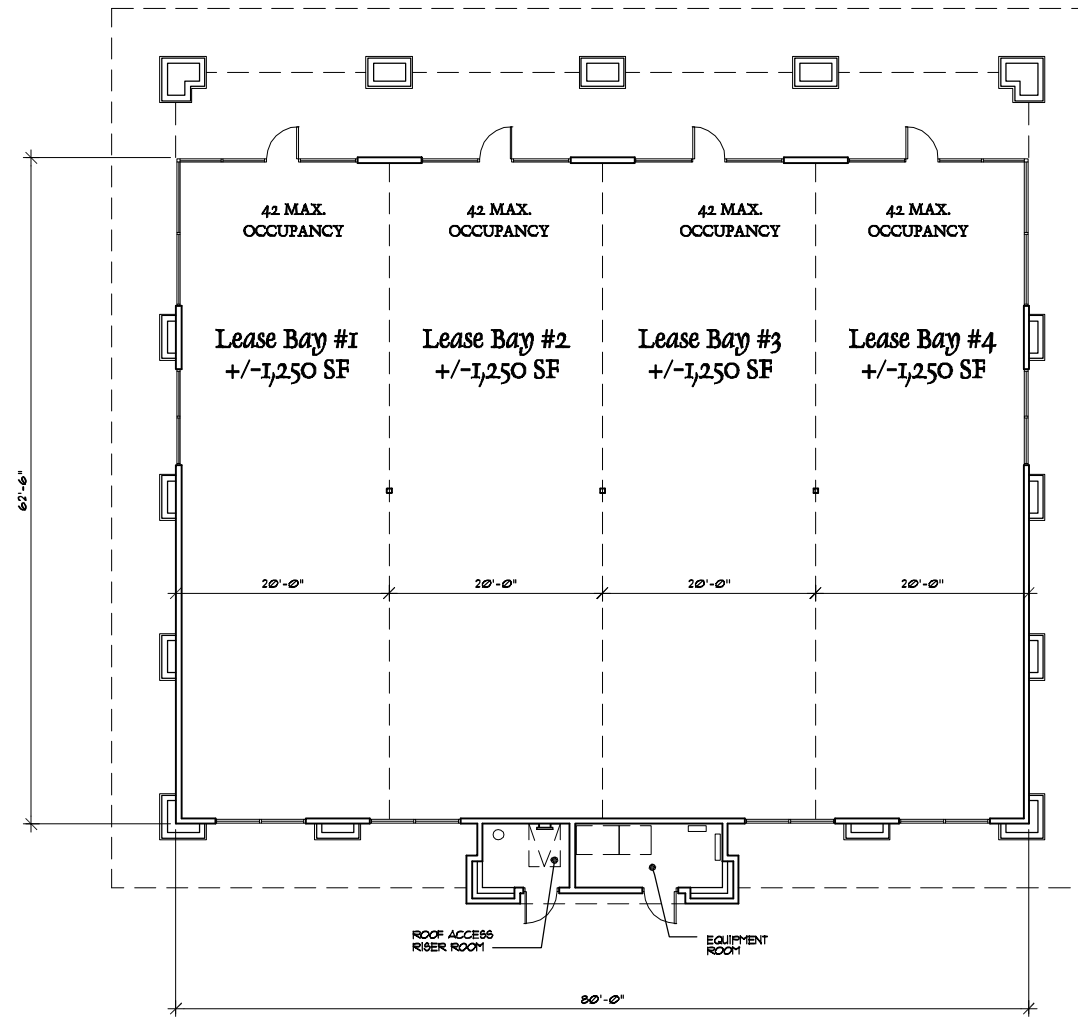 42 MAX.
OCCUPANCY
42 MAX.
OCCUPANCY
42 MAX.
OCCUPANCY
42 MAX.
OCCUPANCY
Lease Bay #1
+/-1,250 SF
Lease Bay #2
+/-1,250 SF
Lease Bay #3
+/-1,250 SF
Lease Bay #4
+/-1,250 SF
62'-6"
20'-0"
20'-0"
20'-0"
20'-0"
ROOF ACCESS
RISER ROOM
EQUIPMENT
ROOM
80'-0"